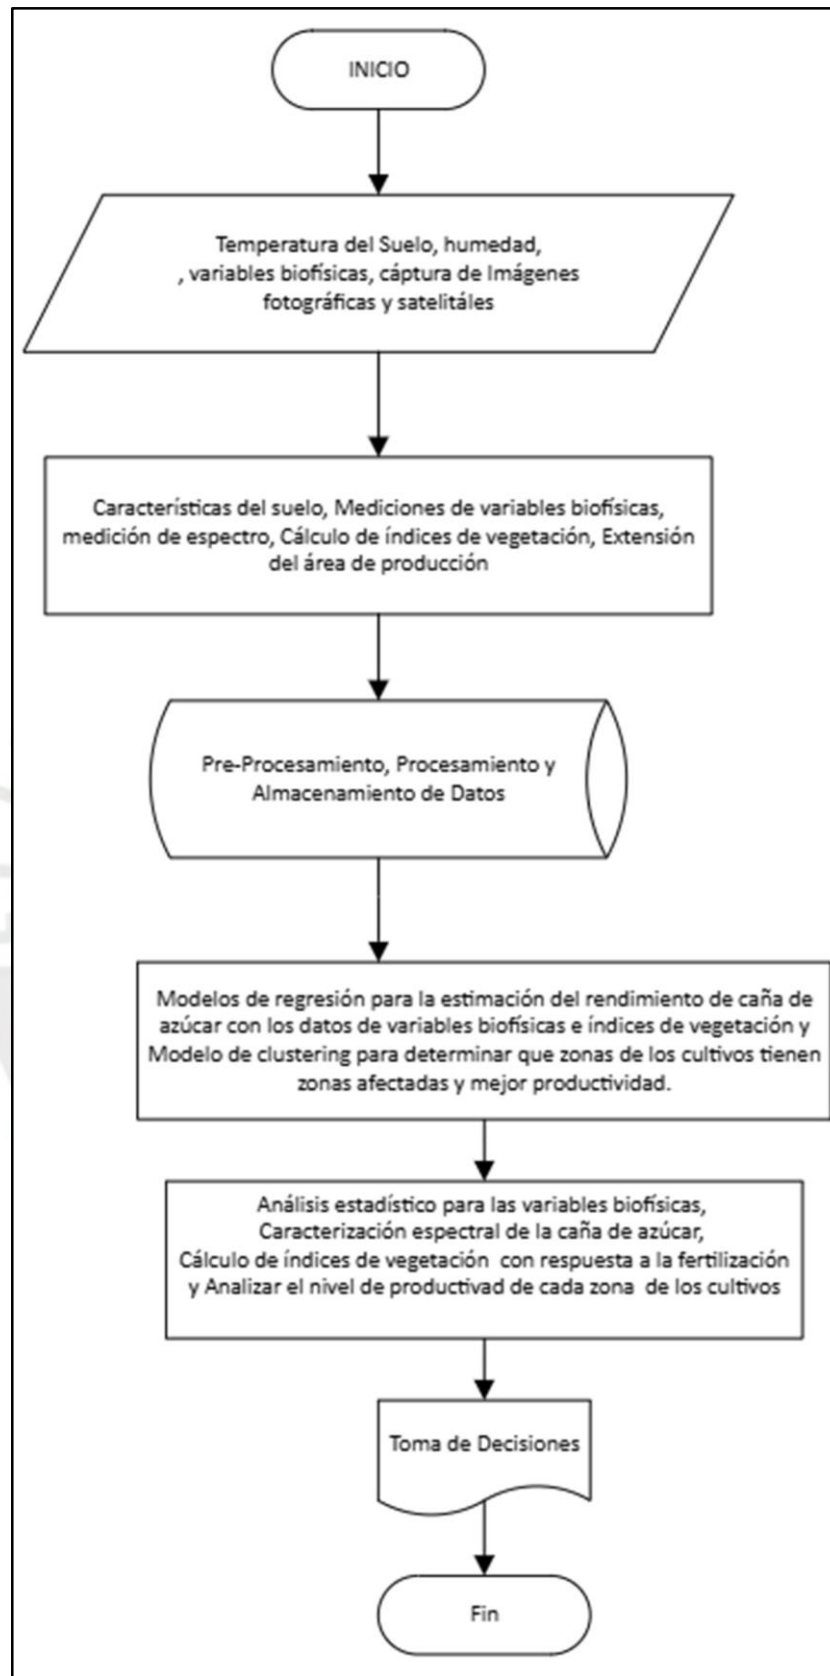 INICIO
Temperatura del Suelo, humedad,
, variables biofísicas, cáptura de Imágenes
fotográficas y satelitáles
Características del suelo, Mediciones de variables biofísicas,
medición de espectro, Cálculo de índices de vegetación, Extensión
del área de producción
Pre-Procesamiento, Procesamiento y
Almacenamiento de Datos
Modelos de regresión para la estimación del rendimiento de caña de
azúcar con los datos de variables biofísicas e índices de vegetación y
Modelo de clustering para determinar que zonas de los cultivos tienen
zonas afectadas y mejor productividad.
Análisis estadístico para las variables biofísicas,
Caracterización espectral de la caña de azúcar,
Cálculo de índices de vegetación con respuesta a la fertilización
y Analizar el nivel de productivad de cada zona de los cultivos
Toma de Decisiones
Fin